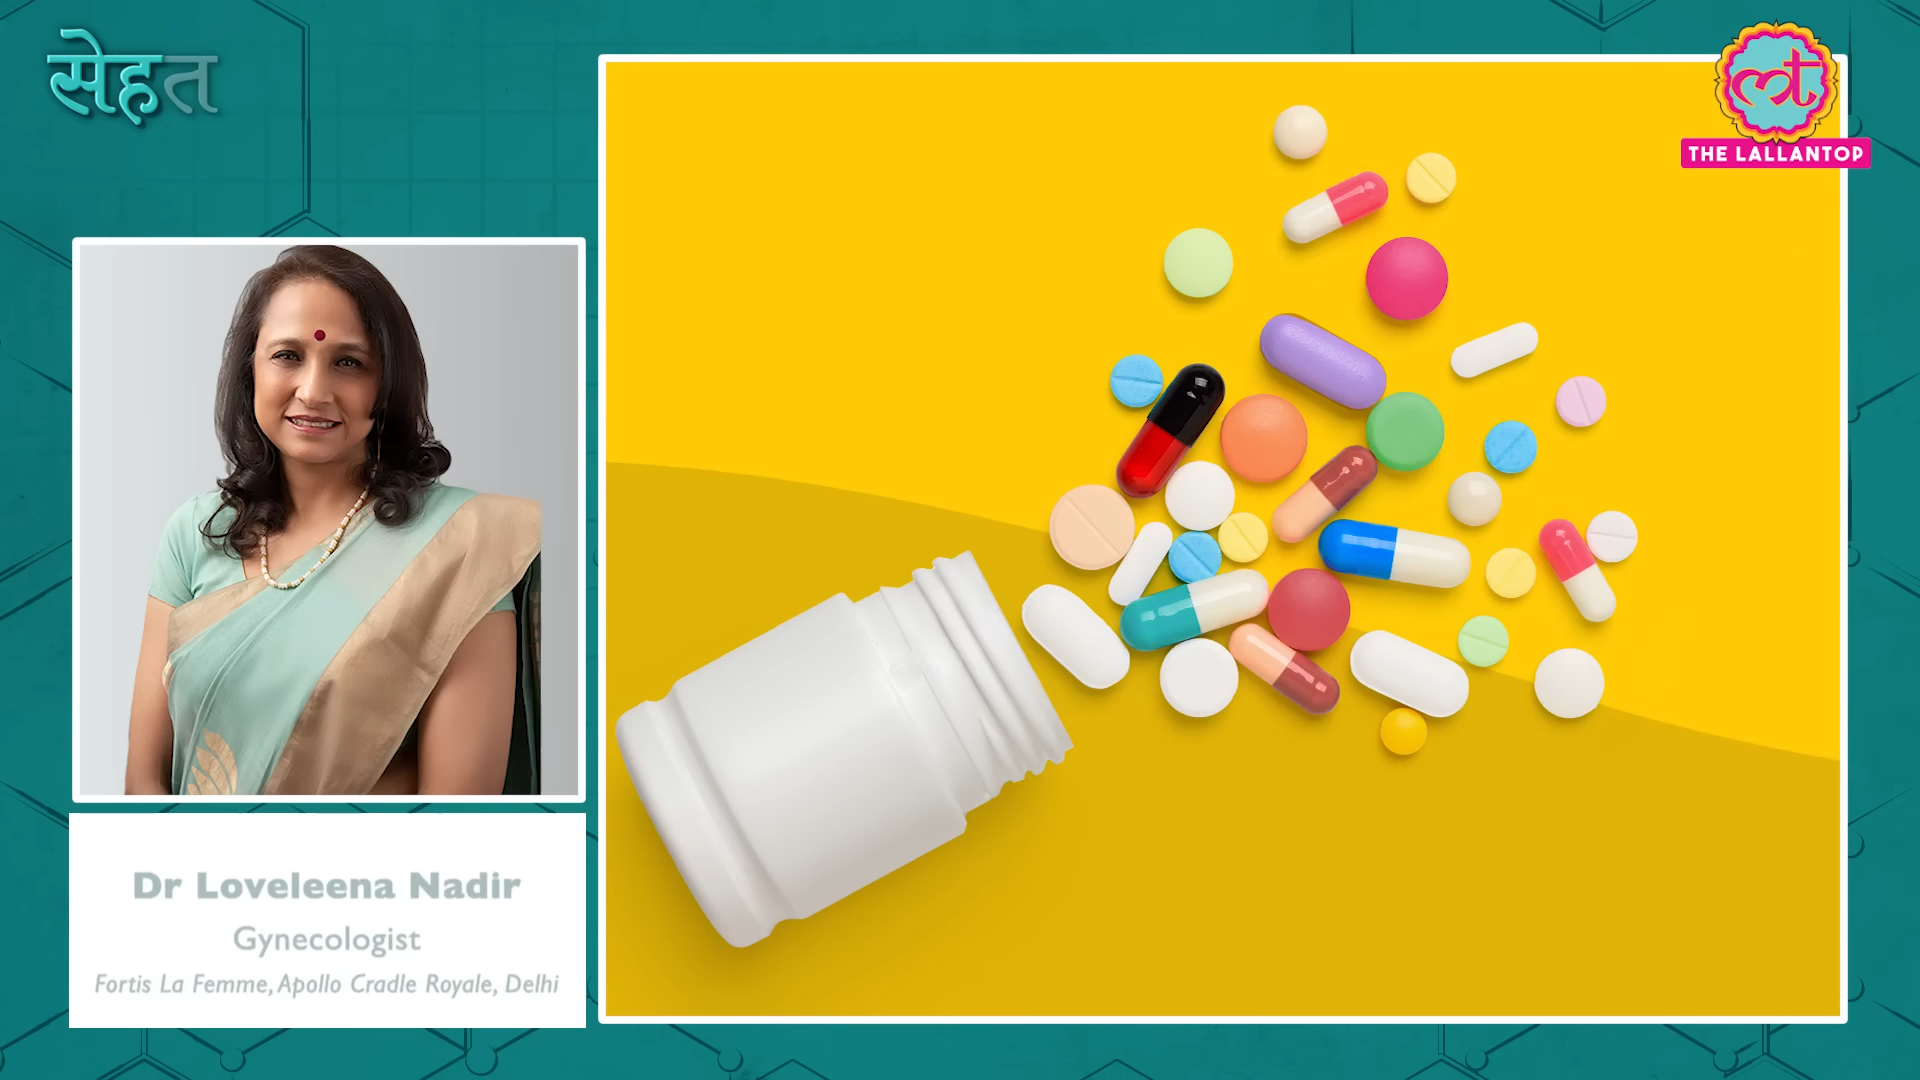 सेहत
THE LALLANTOP
Dr Loveleena Nadir
Gynecologist
Fortis La Femme, Apollo Cradle Royale, Delhi